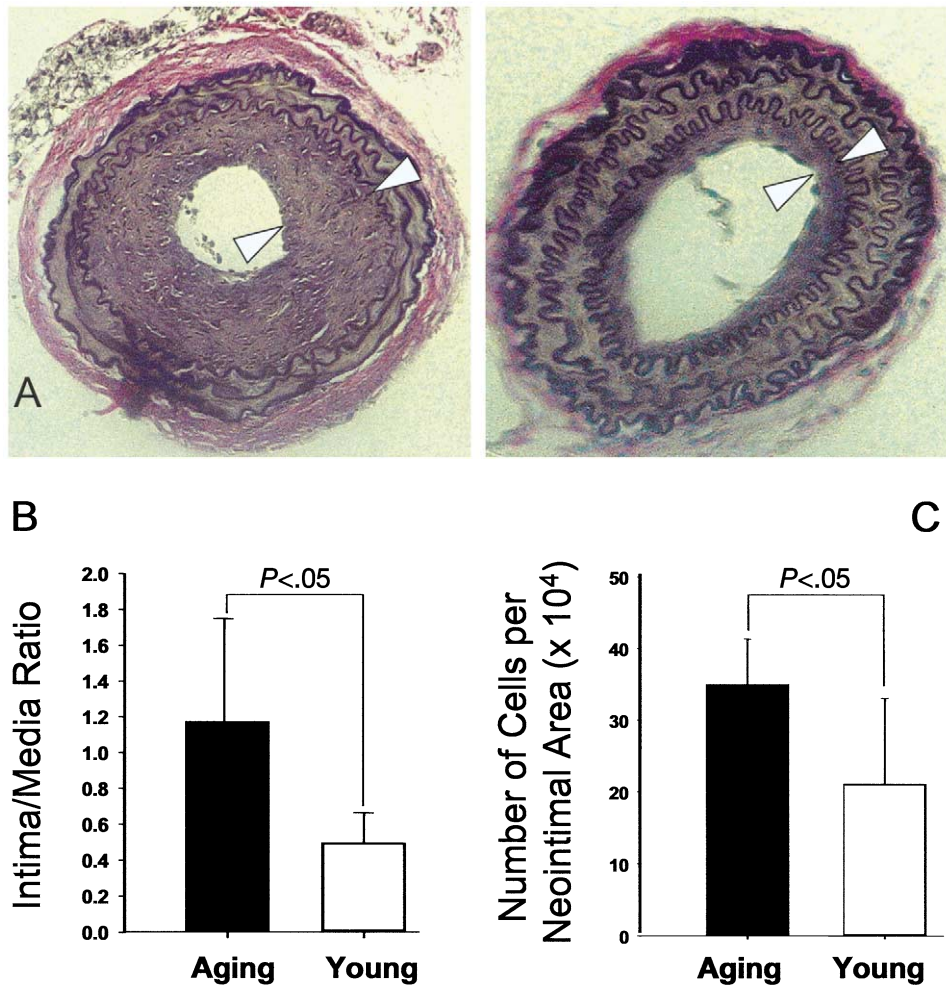 A
B
C
Intima/Media Ratio
2.0
1.8
1.6
1.4
1.2
1.0
0.8
0.6
0.4
0.2
0.0
P<.05
Aging Young
Number of Cells per
Neointimal Area (x 10⁴)
50
40
30
20
10
0
P<.05
Aging Young